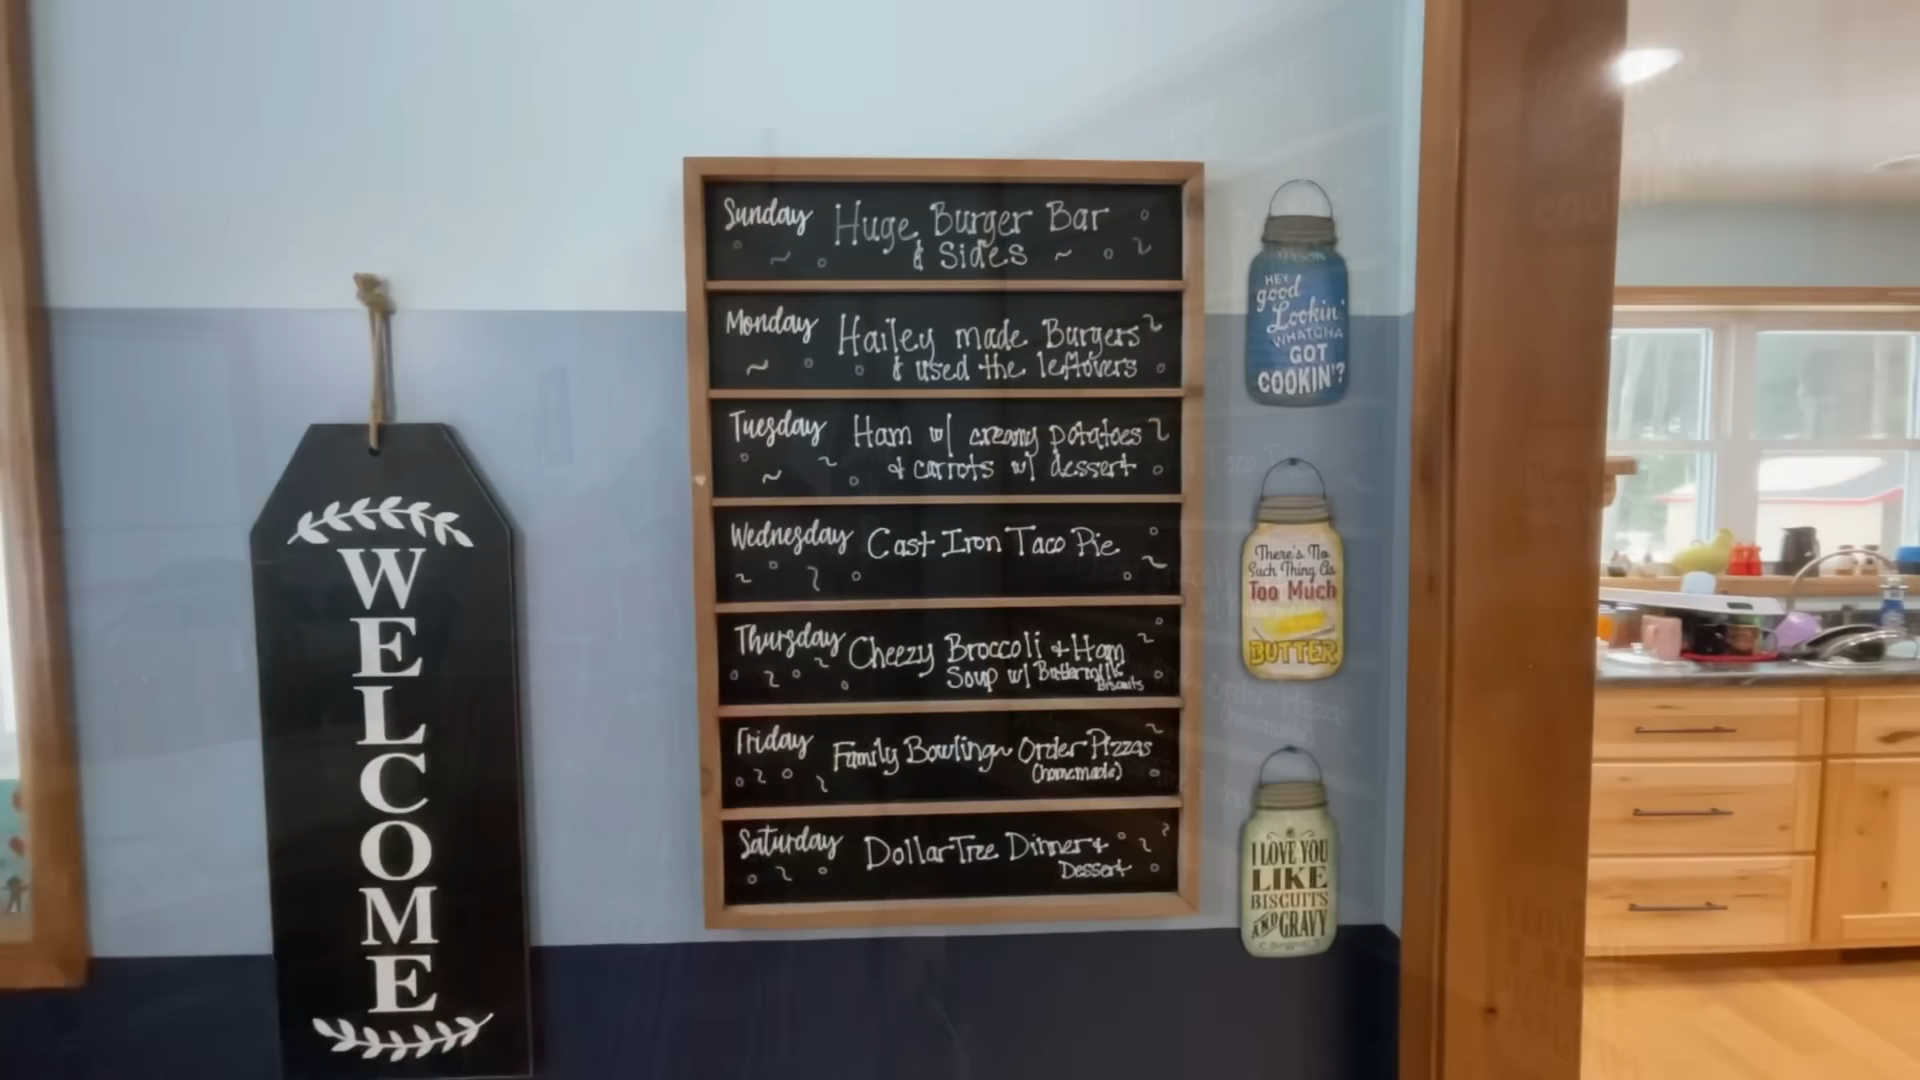 WELCOME
Sunday Huge Burger Bar
& Sides
Monday Hailey made Burgers
& used the leftovers
Tuesday Ham w/ creamy potatoes
& carrots w/ dessert
Wednesday Cast Iron Taco Pie
Thursday Cheezy Broccoli & Ham
Soup w/ Buttermilk
Biscuits
Friday Family Bowling Order Pizzas
(homemade)
Saturday Dollar Tree Dinner &
Dessert
MASON
HEY
good
Lookin'
WHATCHA
GOT
COOKIN'?
There's No
Such Thing As
Too Much
BUTTER
I LOVE YOU
LIKE
BISCUITS
AND GRAVY